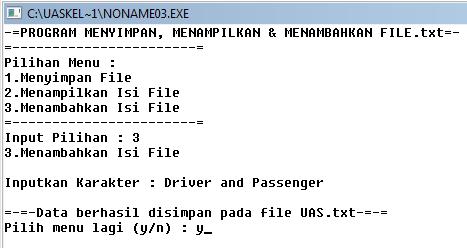 C:\UASKEL~1\NONAME03.EXE
-=PROGRAM MENYIMPAN, MENAMPILKAN & MENAMBAHKAN FILE.txt=-
=-----------------------=
Pilihan Menu :
1.Menyimpan File
2.Menampilkan Isi File
3.Menambahkan Isi File
=-----------------------=
Input Pilihan : 3
3.Menambahkan Isi File
Inputkan Karakter : Driver and Passenger
=-=-Data berhasil disimpan pada file UAS.txt-=-=
Pilih menu lagi (y/n) : y_